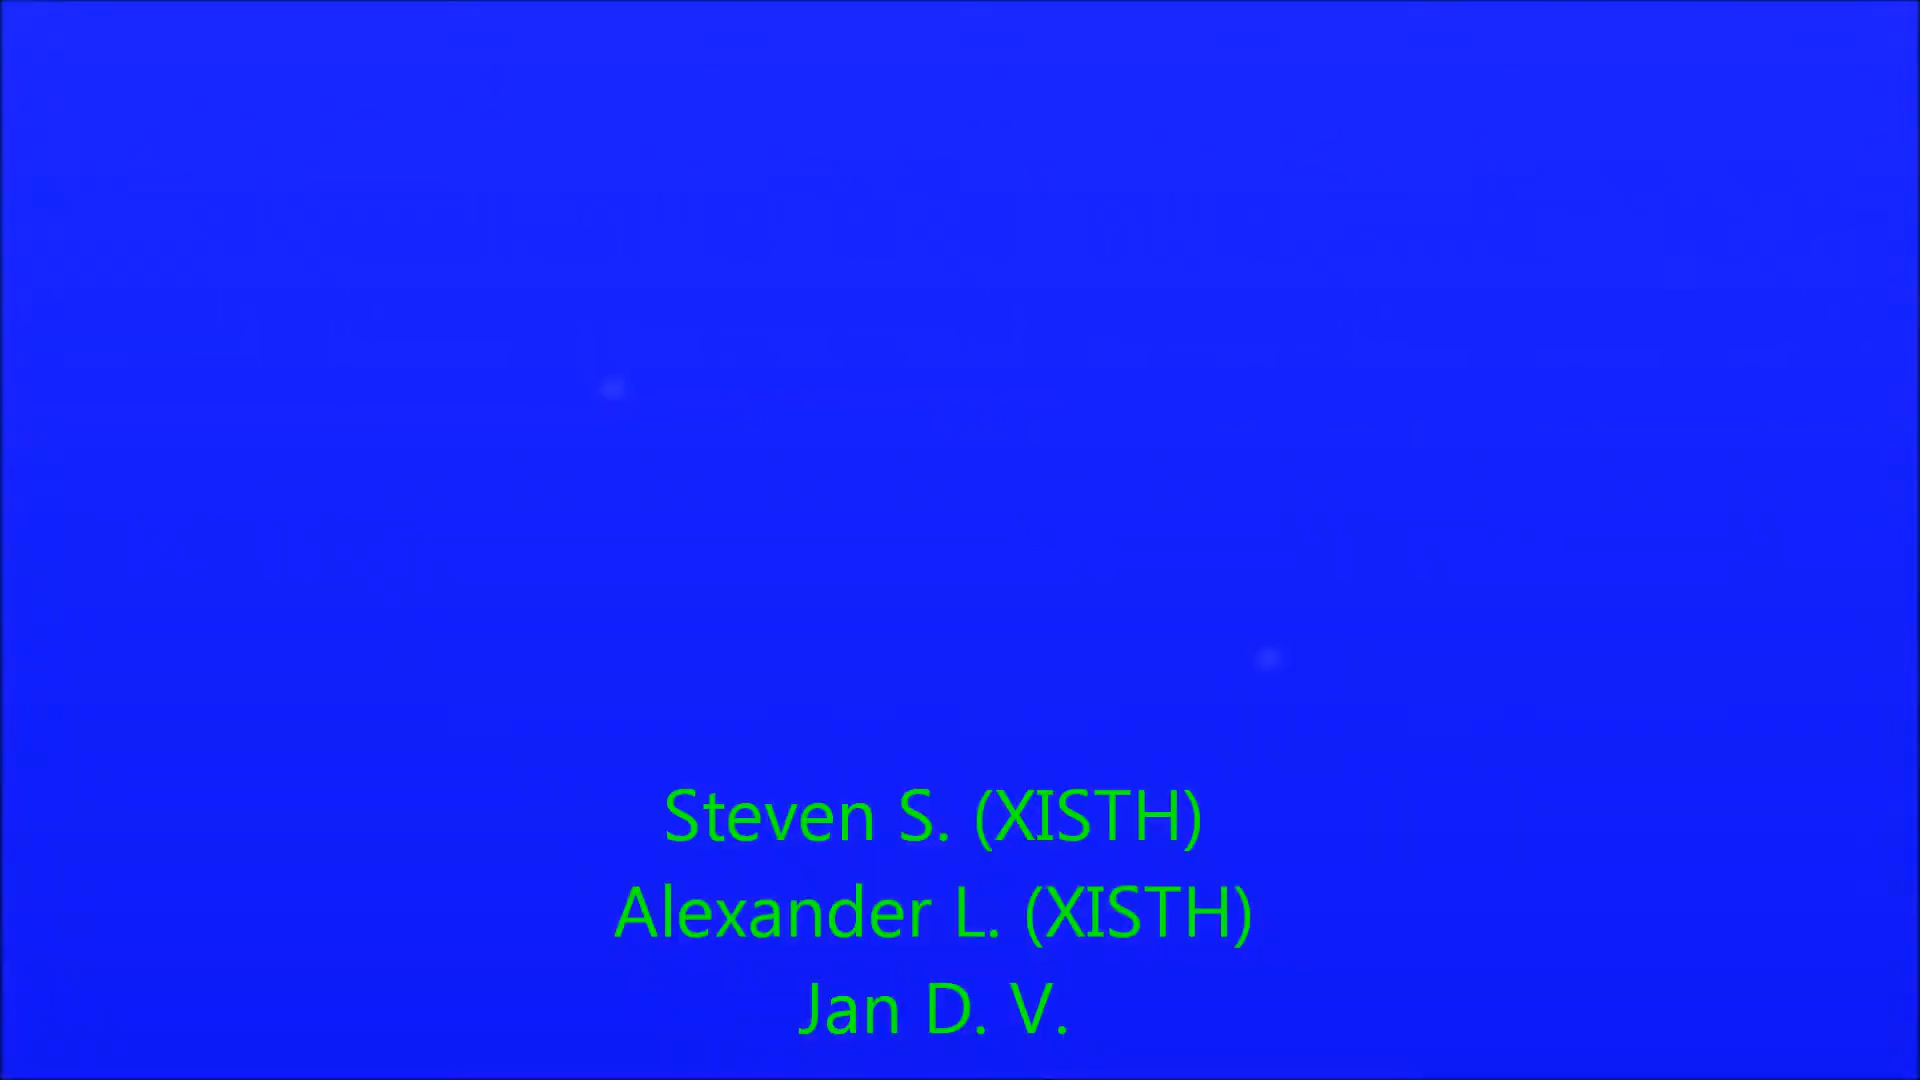 Steven S. (XISTH)
Alexander L. (XISTH)
Jan D. V.